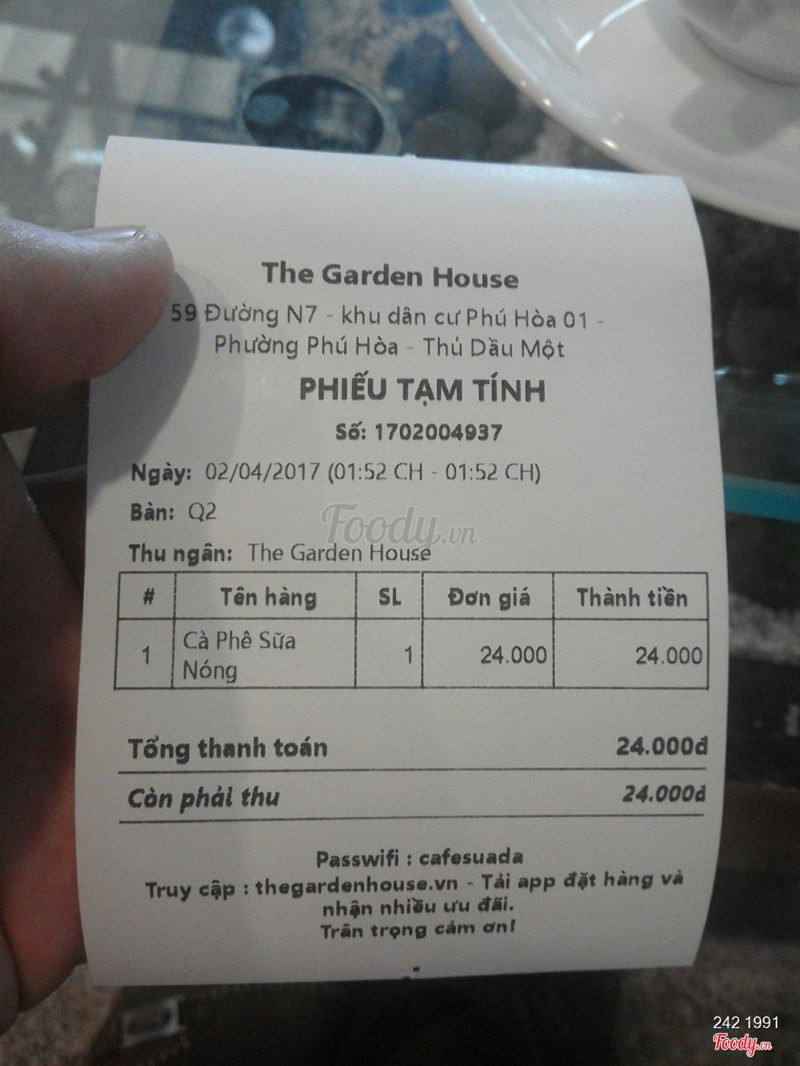 The Garden House
59 Đường N7 - khu dân cư Phú Hòa 01 -
Phường Phú Hòa - Thủ Dầu Một
PHIẾU TẠM TÍNH
Số: 1702004937
Ngày: 02/04/2017 (01:52 CH - 01:52 CH)
Bàn: Q2
Foody.vn
Thu ngân: The Garden House
# Tên hàng SL Đơn giá Thành tiền
1 Cà Phê Sữa Nóng 1 24.000 24.000
Tổng thanh toán 24.000đ
Còn phải thu 24.000đ
Passwifi : cafesuada
Truy cập : thegardenhouse.vn - Tải app đặt hàng và
nhận nhiều ưu đãi.
Trân trọng cảm ơn!
242 1991
Foody.vn